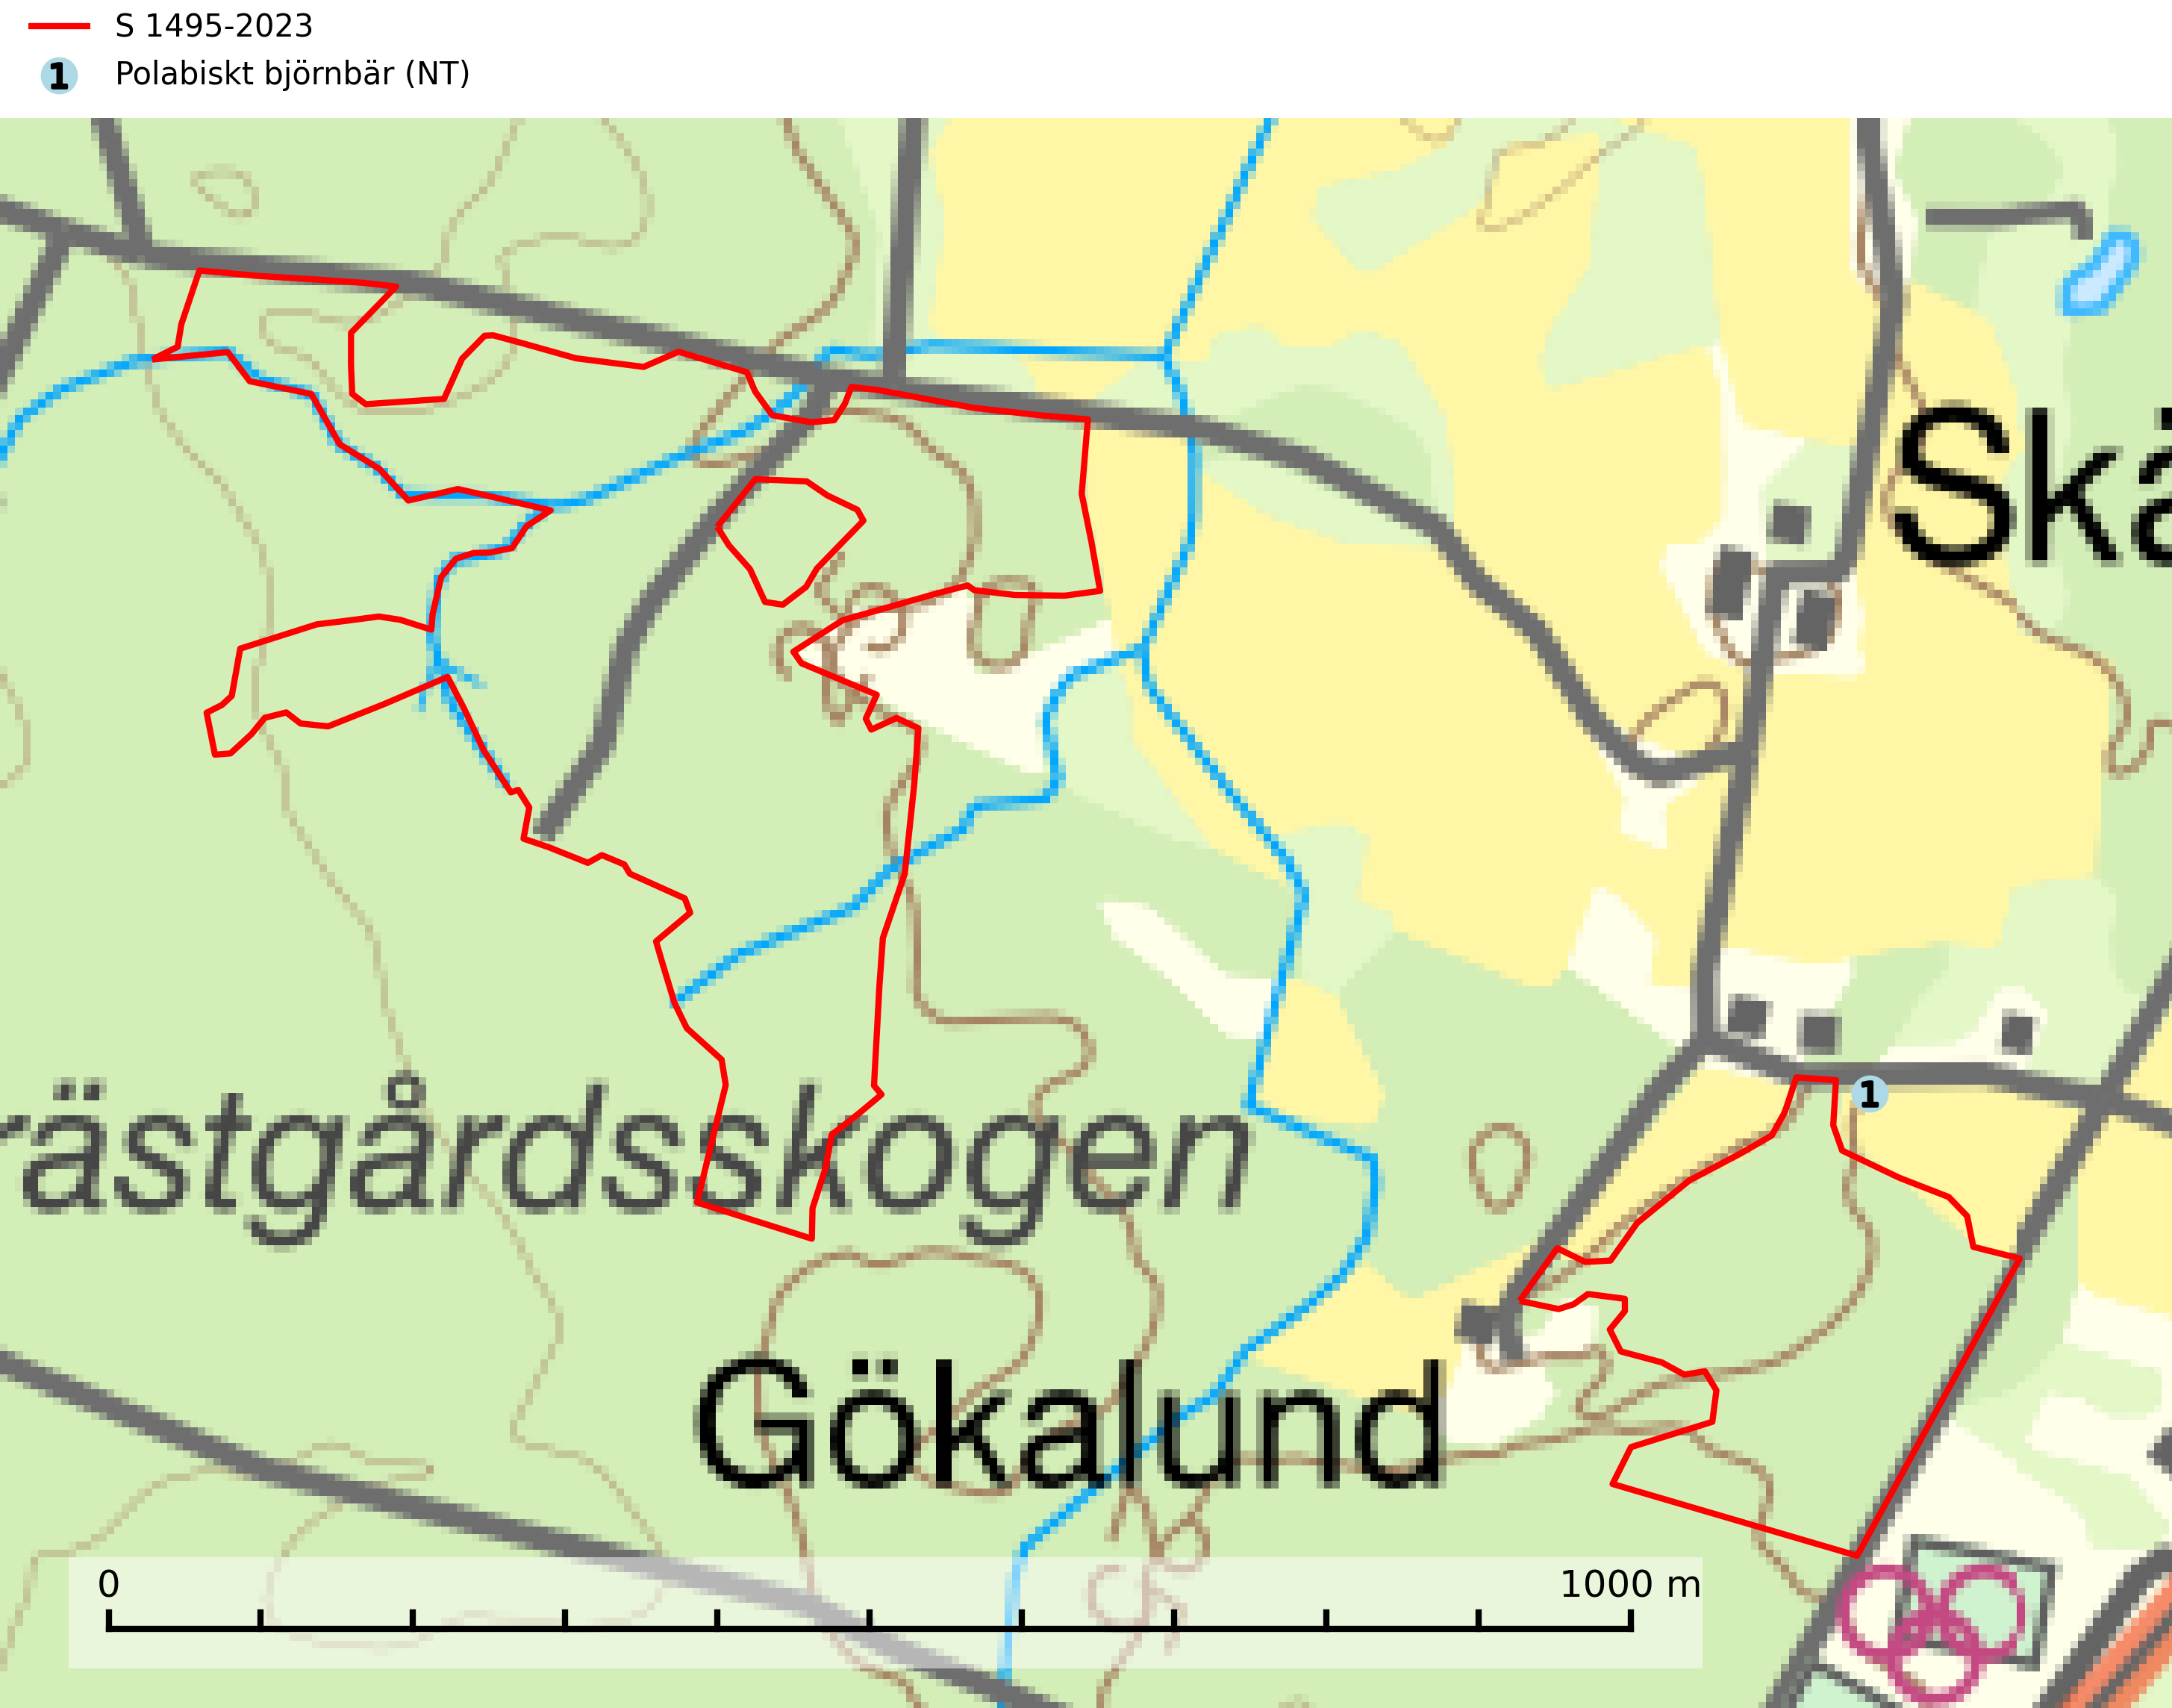 S 1495-2023
1 Polabiskt björnbär (NT)
Skä
1
rästgårdsskogen
Gökalund
0 1000 m